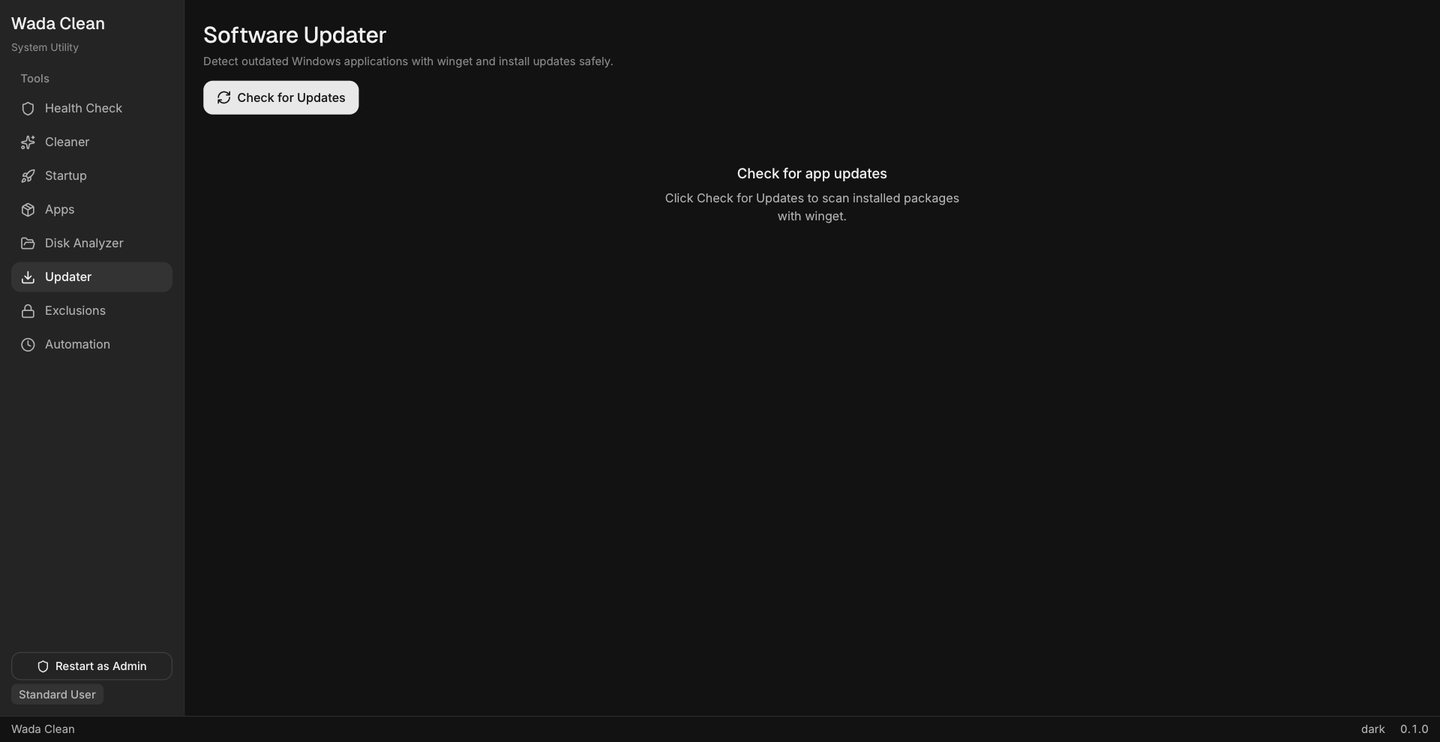 Wada Clean
System Utility
Tools
Health Check
Cleaner
Startup
Apps
Disk Analyzer
Updater
Exclusions
Automation
Restart as Admin
Standard User
Software Updater
Detect outdated Windows applications with winget and install updates safely.
Check for Updates
Check for app updates
Click Check for Updates to scan installed packages
with winget.
Wada Clean
dark 0.1.0